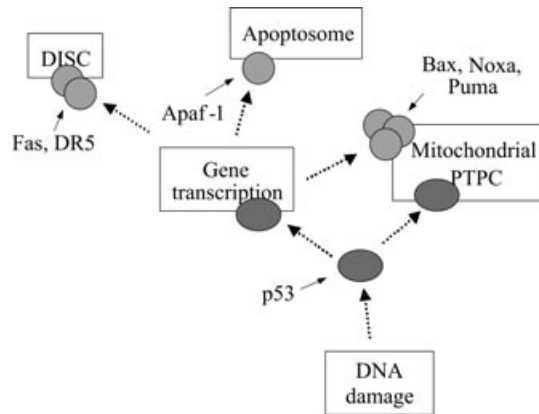 Apoptosome
DISC
Bax, Noxa,
Puma
Apaf-1
Fas, DR5
Gene
transcription
Mitochondrial
PTPC
p53
DNA
damage